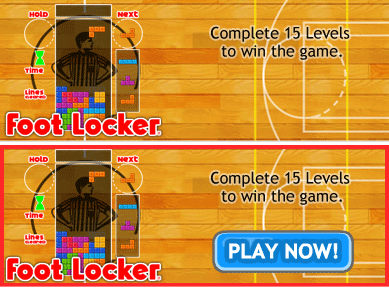 HOLD
Next
Time
Lines
CLEARED
Foot Locker
Complete 15 Levels
to win the game.
HOLD
Next
Time
Lines
CLEARED
Foot Locker
Complete 15 Levels
to win the game.
PLAY NOW!